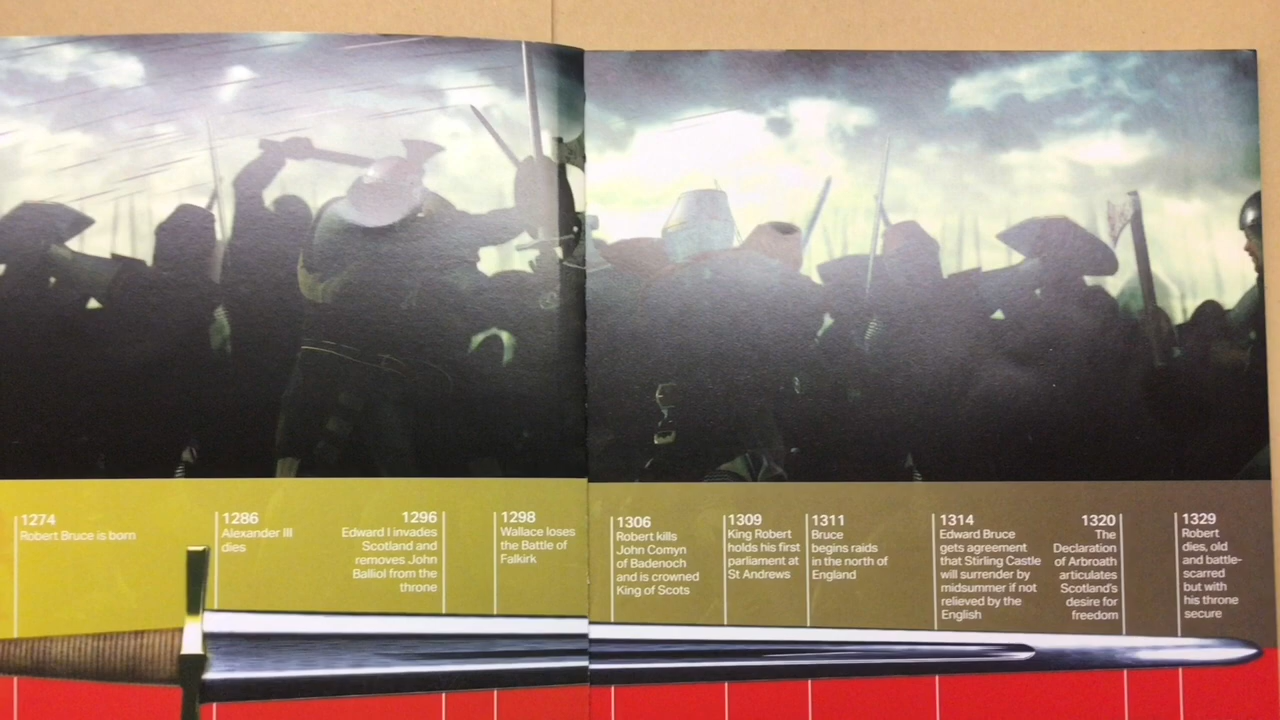 1274
Robert Bruce is born
1286
Alexander III
dies
1296
Edward I invades
Scotland and
removes John
Balliol from the
throne
1298
Wallace loses
the Battle of
Falkirk
1306
Robert kills
John Comyn
of Badenoch
and is crowned
King of Scots
1309
King Robert
holds his first
parliament at
St Andrews
1311
Bruce
begins raids
in the north of
England
1314
Edward Bruce
gets agreement
that Stirling Castle
will surrender by
midsummer if not
relieved by the
English
1320
The
Declaration
of Arbroath
articulates
Scotland's
desire for
freedom
1329
Robert
dies, old
and battle-
scarred
but with
his throne
secure